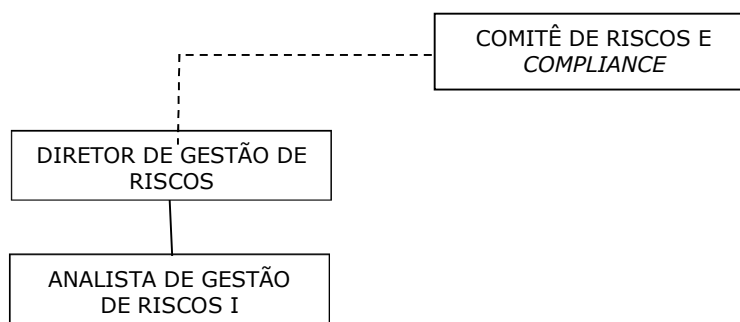 COMITÊ DE RISCOS E
COMPLIANCE
DIRETOR DE GESTÃO DE
RISCOS
ANALISTA DE GESTÃO
DE RISCOS I